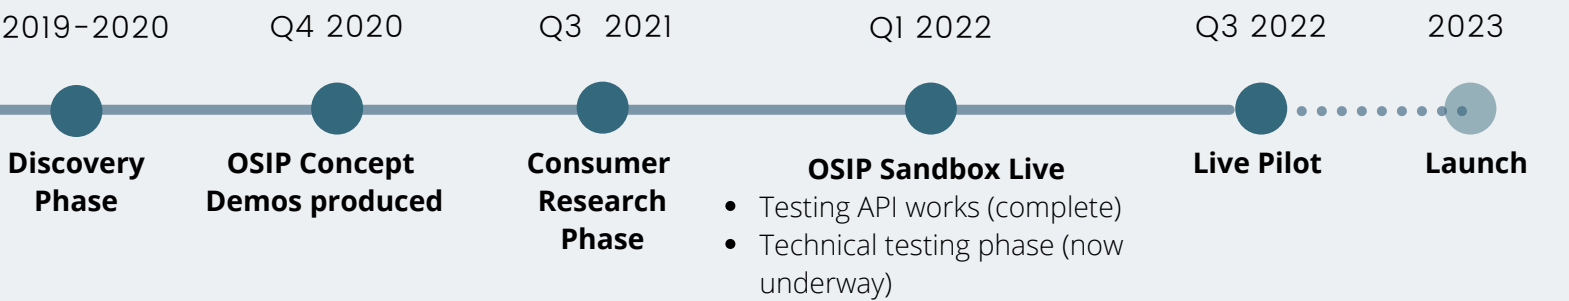 2019-2020
Q4 2020
Q3 2021
Q1 2022
Q3 2022
2023
Discovery
Phase
OSIP Concept
Demos produced
Consumer
Research
Phase
OSIP Sandbox Live
• Testing API works (complete)
• Technical testing phase (now
underway)
Live Pilot
Launch